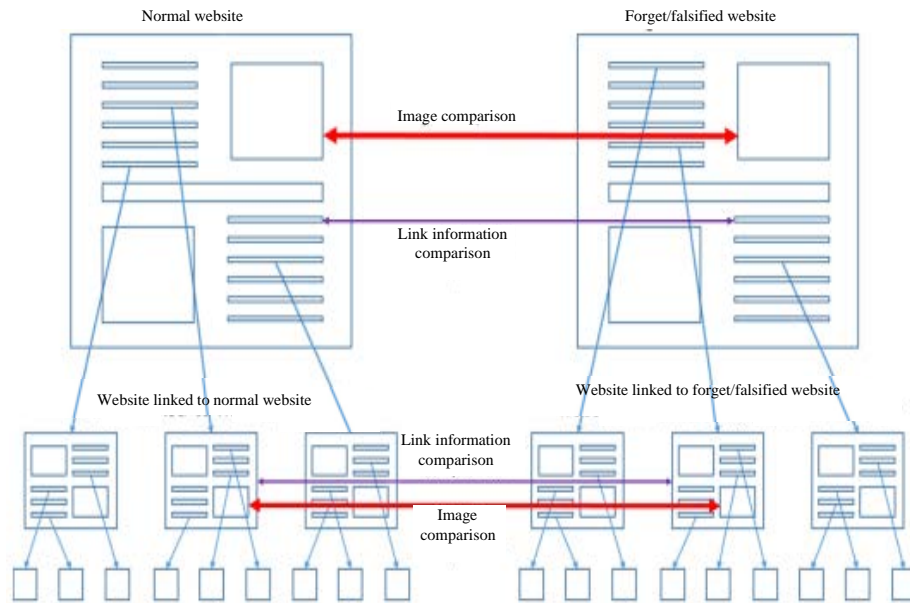 Normal website
Forget/falsified website
Image comparison
Link information
comparison
Website linked to normal website
Website linked to forget/falsified website
Link information
comparison
Image
comparison